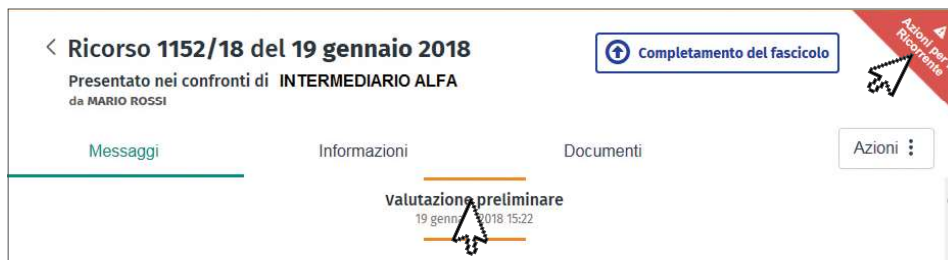 Ricorso 1152/18 del 19 gennaio 2018
Completamento del fascicolo
Azioni per
Ricorrente
Presentato nei confronti di INTERMEDIARIO ALFA
da MARIO ROSSI
Messaggi
Informazioni
Documenti
Azioni
Valutazione preliminare
19 2018 15:22